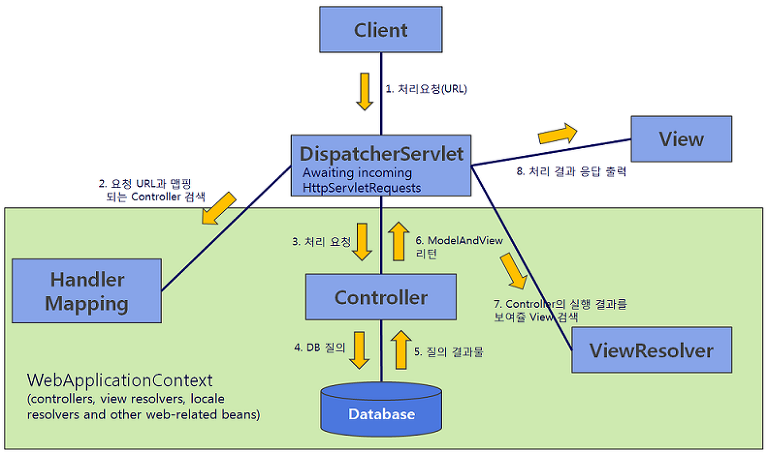 Client
1. 처리요청(URL)
DispatcherServlet
Awaiting incoming
HttpServletRequests
View
8. 처리 결과 응답 출력
2. 요청 URL과 맵핑
되는 Controller 검색
3. 처리 요청
6. ModelAndView
리턴
Handler
Mapping
Controller
7. Controller의 실행 결과를
보여줄 View 검색
ViewResolver
4. DB 질의
5. 질의 결과물
WebApplicationContext
(controllers, view resolvers, locale
resolvers and other web-related beans)
Database